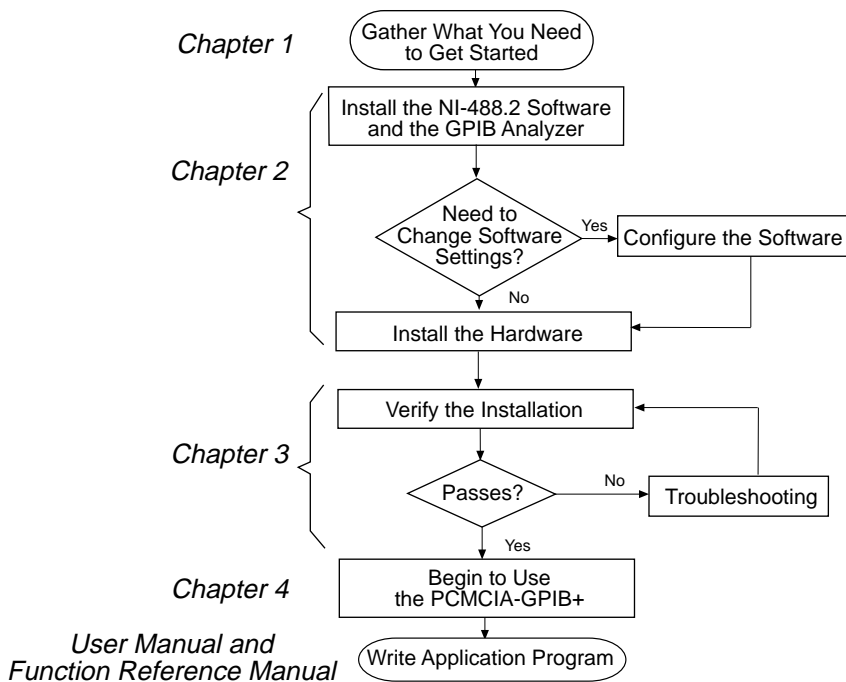 Chapter 1
Gather What You Need
to Get Started
Install the NI-488.2 Software
and the GPIB Analyzer
Chapter 2
Need to
Change Software
Settings?
Yes
Configure the Software
No
Install the Hardware
Verify the Installation
Chapter 3
Passes?
No
Troubleshooting
Yes
Chapter 4
Begin to Use
the PCMCIA-GPIB+
User Manual and
Function Reference Manual
Write Application Program